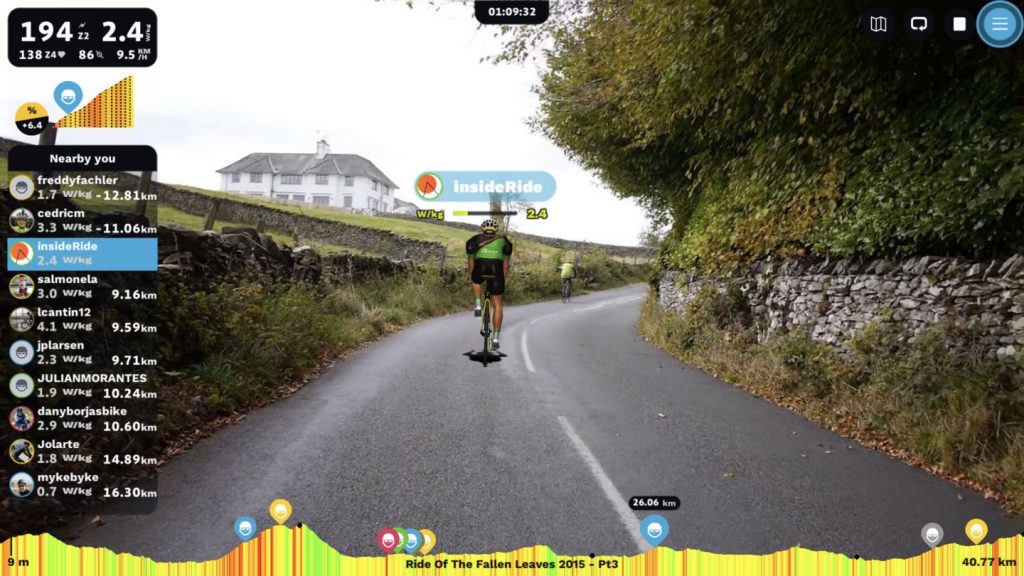 194 Z2 2.4 W/kg
138 Z4 86 9.5 KM/H
01:09:32
%
+6.4
Nearby you
freddyfachler
1.7 W/kg -12.81km
cedricm
3.3 W/kg -11.06km
insideRide
2.4 W/kg
salmonela
3.0 W/kg 9.16km
lcantin12
4.1 W/kg 9.59km
jplarsen
2.3 W/kg 9.71km
JULIANMORANTES
1.9 W/kg 10.24km
danyborjasbike
2.9 W/kg 10.60km
Jolarte
1.8 W/kg 14.89km
mykebyke
0.7 W/kg 16.30km
insideRide
W/kg 2.4
26.06 km
9 m
Ride Of The Fallen Leaves 2015 - Pt3
40.77 km